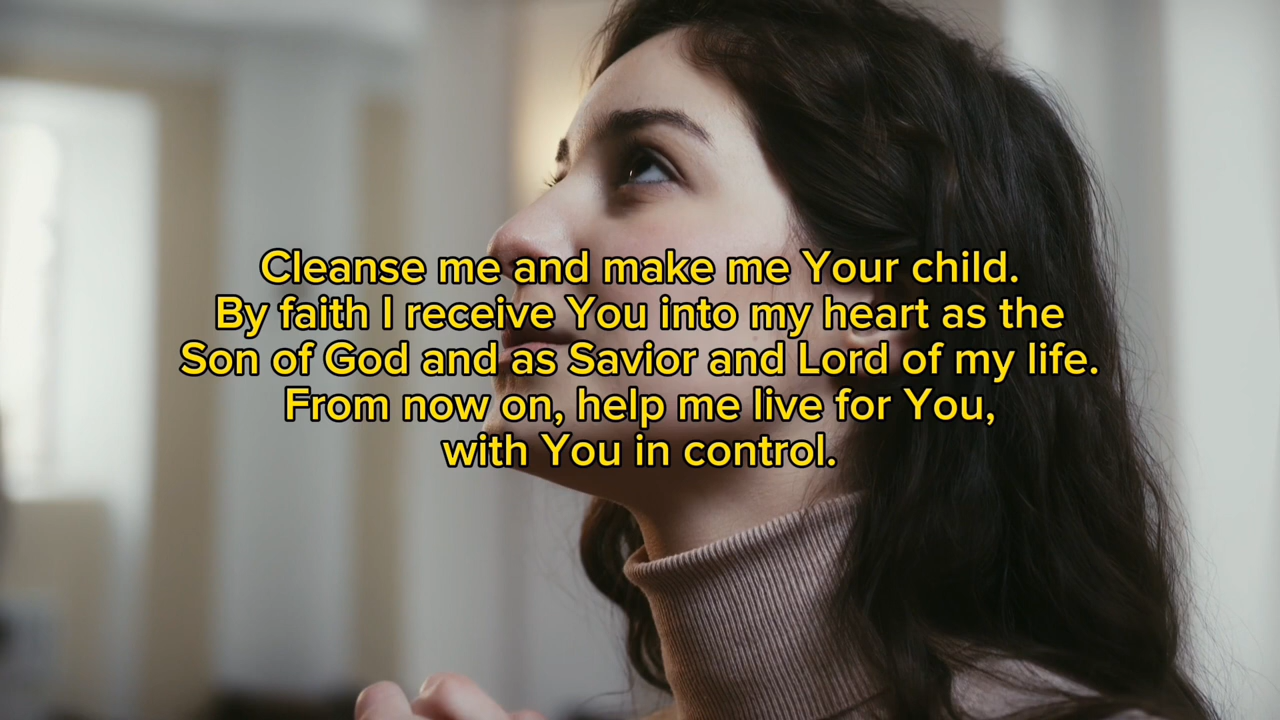 Cleanse me and make me Your child.
By faith I receive You into my heart as the
Son of God and as Savior and Lord of my life.
From now on, help me live for You,
with You in control.